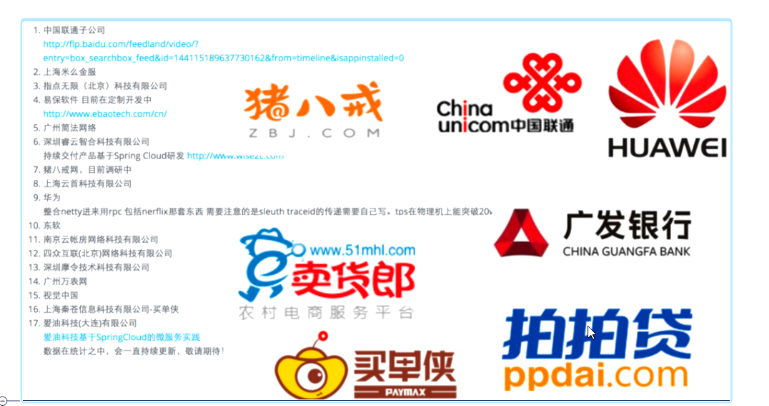 1. 中国联通子公司
http://flp.baidu.com/feedland/video/?
entry=box_searchbox_feed&id=144115189637730162&from=timeline&isappinstalled=0
2. 上海米么金服
3. 指点无限（北京）科技有限公司
4. 易保软件 目前在定制开发中
http://www.ebaotech.com/cn/
5. 广州简法网络
6. 深圳睿云智合科技有限公司
持续交付产品基于Spring Cloud研发 http://www.wise2c.com
7. 猪八戒网，目前调研中
8. 上海云首科技有限公司
9. 华为
整合netty进来用rpc 包括nerflix那套东西 需要注意的是sleuth traceid的传递需要自己写。tps在物理机上能突破20w
10. 东软
11. 南京云帐房网络科技有限公司
12. 四众互联(北京)网络科技有限公司
13. 深圳摩令技术科技有限公司
14. 广州万表网
15. 视觉中国
16. 上海秦苍信息科技有限公司-买单侠
17. 爱油科技(大连)有限公司
爱油科技基于SpringCloud的微服务实践
数据在统计之中，会一直持续更新，敬请期待！
猪八戒
ZBJ.COM
China
unicom中国联通
HUAWEI
广发银行
CHINA GUANGFA BANK
www.51mhl.com
卖货郎
农村电商服务平台
拍拍贷
ppdai.com
买单侠
PAYMAX